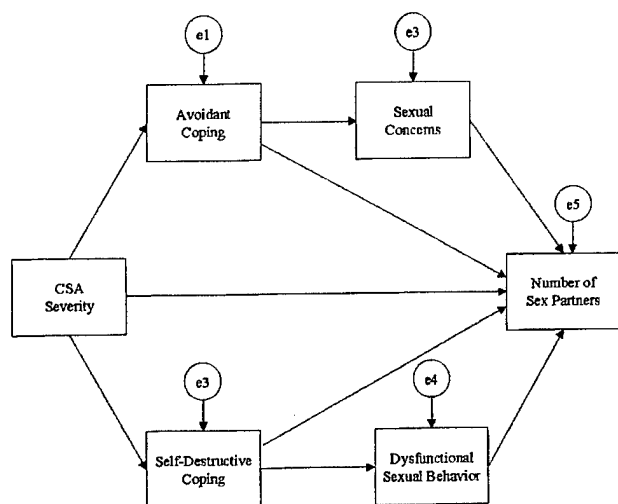 e1
e3
Avoidant
Coping
Sexual
Concerns
e5
CSA
Severity
Number of
Sex Partners
e3
e4
Self-Destructive
Coping
Dysfunctional
Sexual Behavior